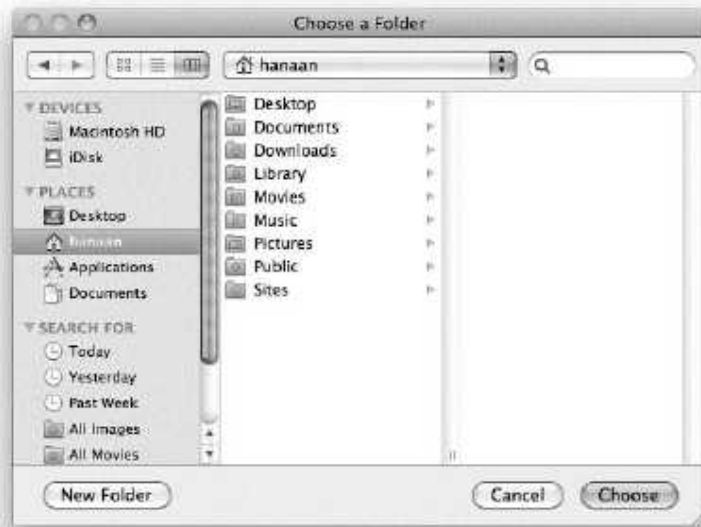 Choose a Folder
hanaan
DEVICES
Macintosh HD
iDisk
PLACES
Desktop
hanaan
Applications
Documents
SEARCH FOR
Today
Yesterday
Past Week
All Images
All Movies
Desktop
Documents
Downloads
Library
Movies
Music
Pictures
Public
Sites
New Folder
Cancel
Choose